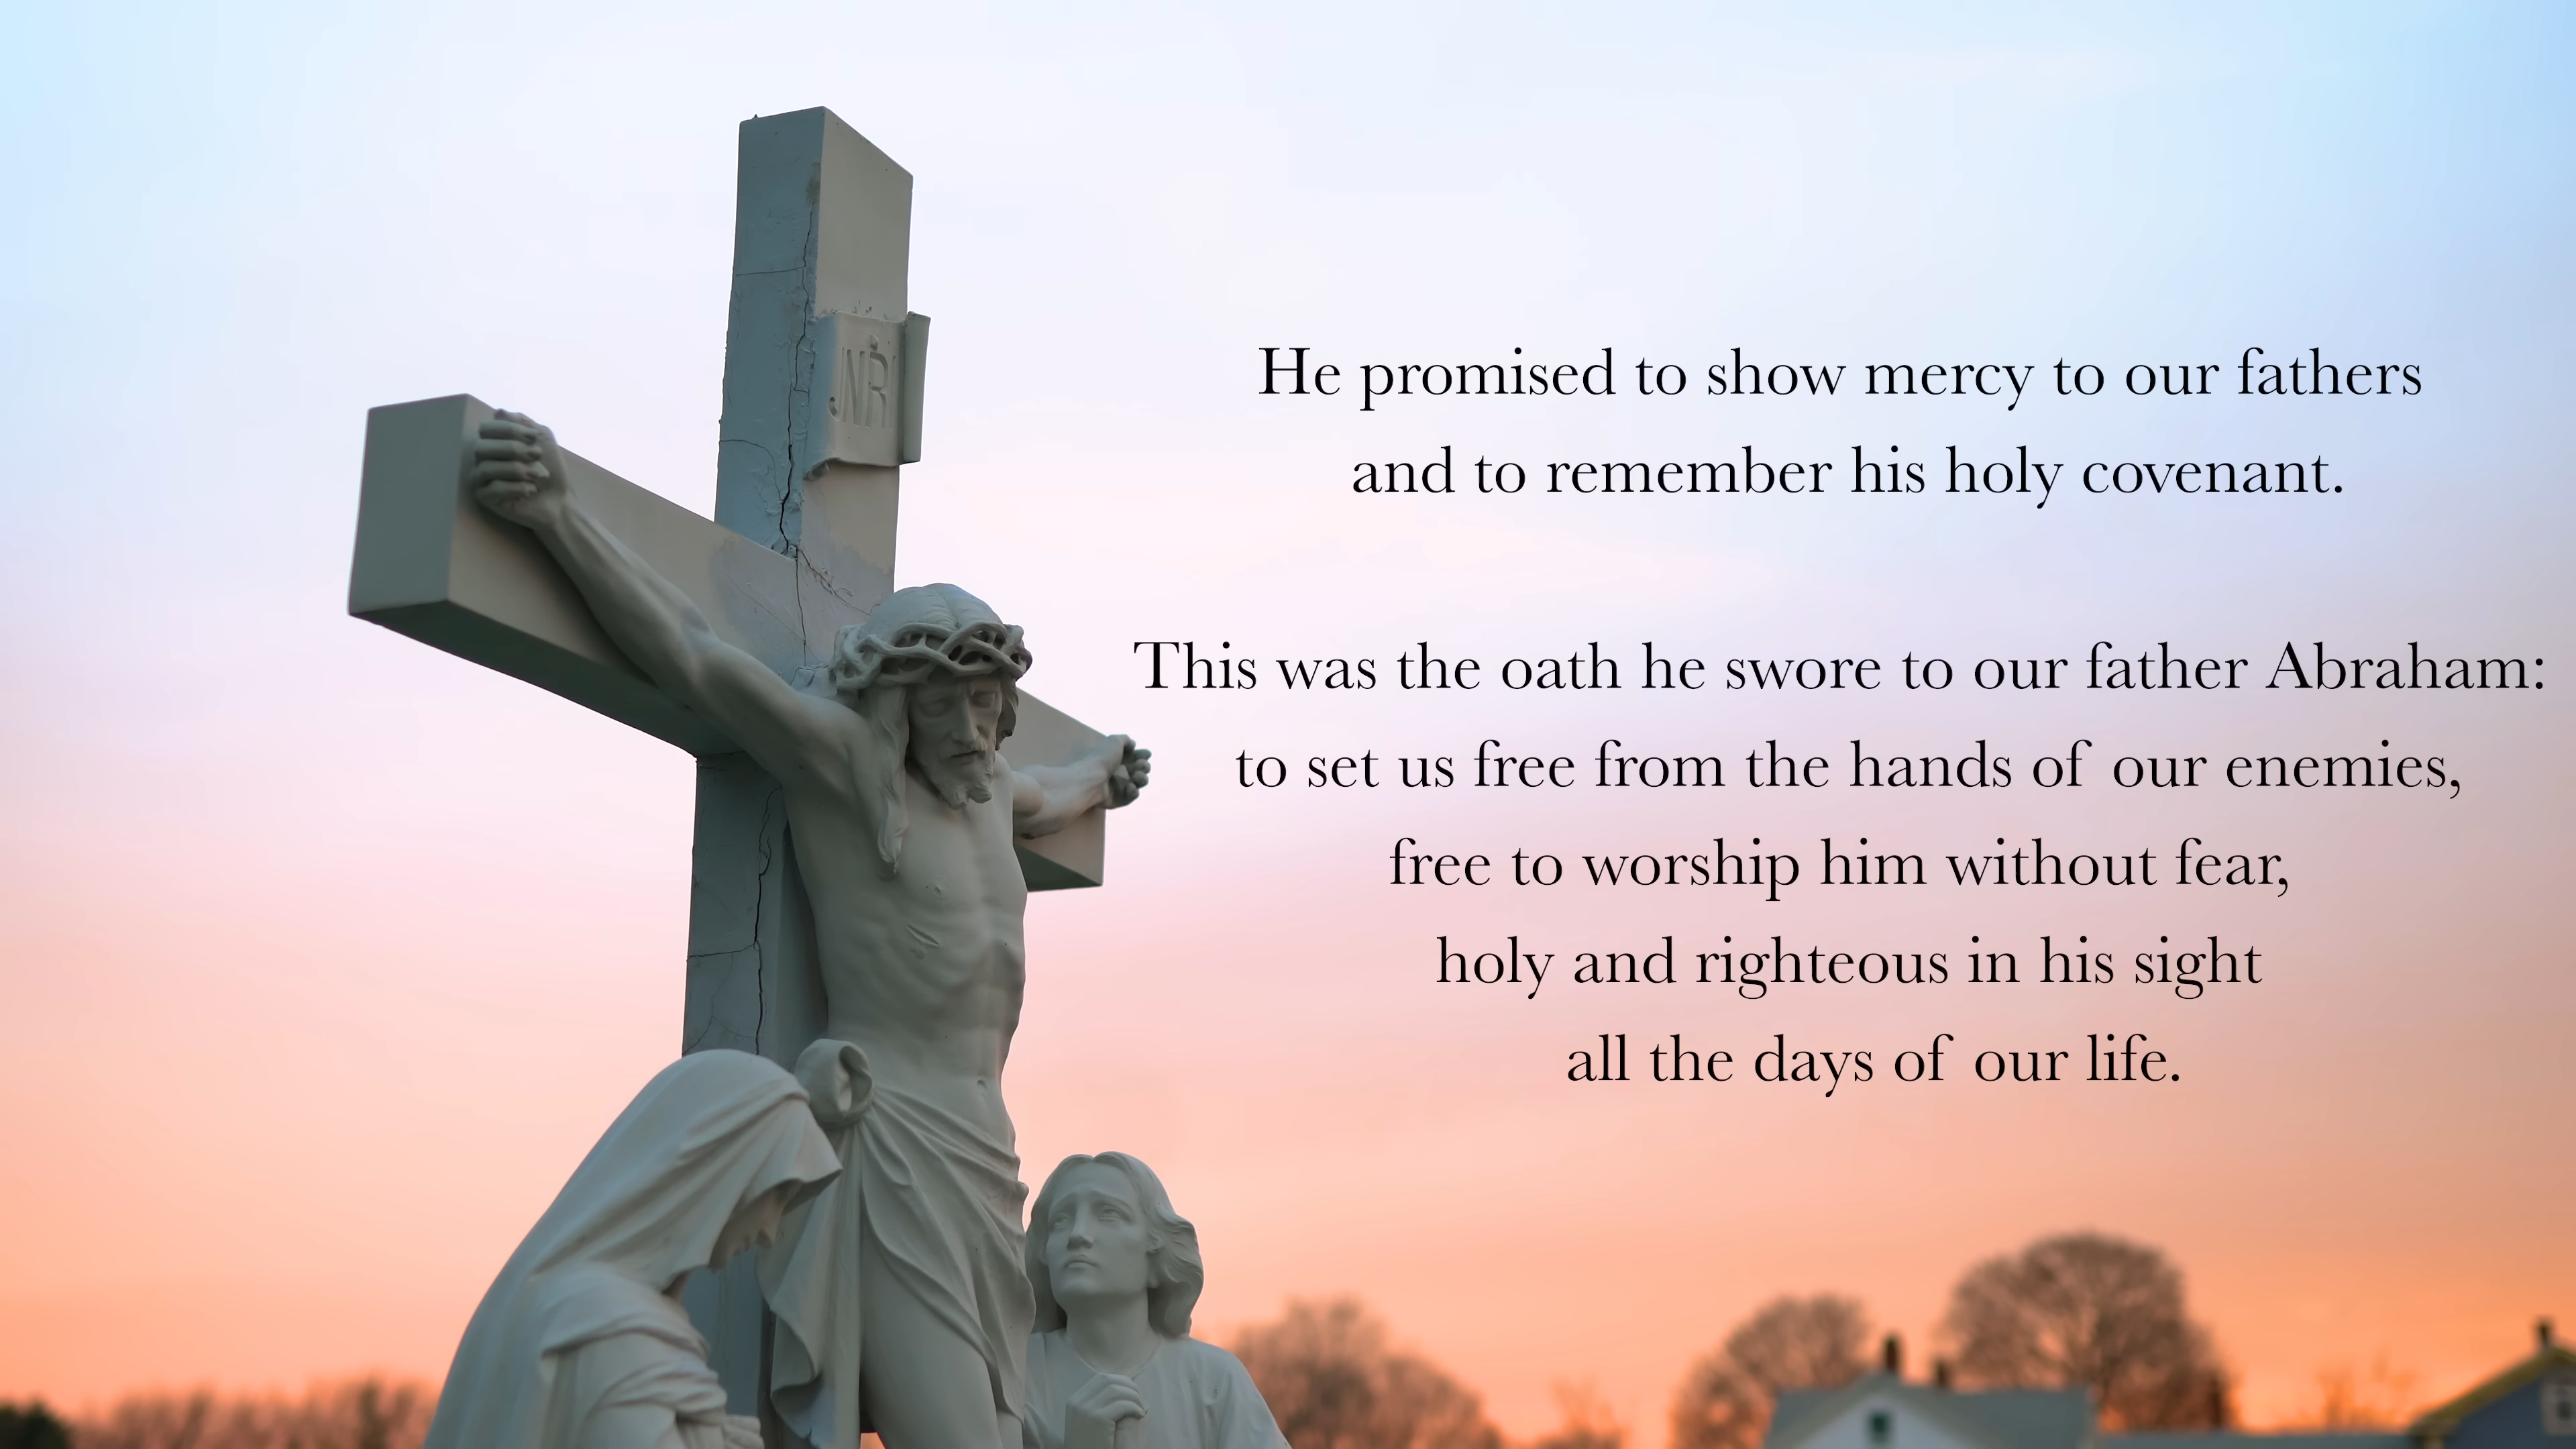 JNRI
He promised to show mercy to our fathers
and to remember his holy covenant.
This was the oath he swore to our father Abraham:
to set us free from the hands of our enemies,
free to worship him without fear,
holy and righteous in his sight
all the days of our life.